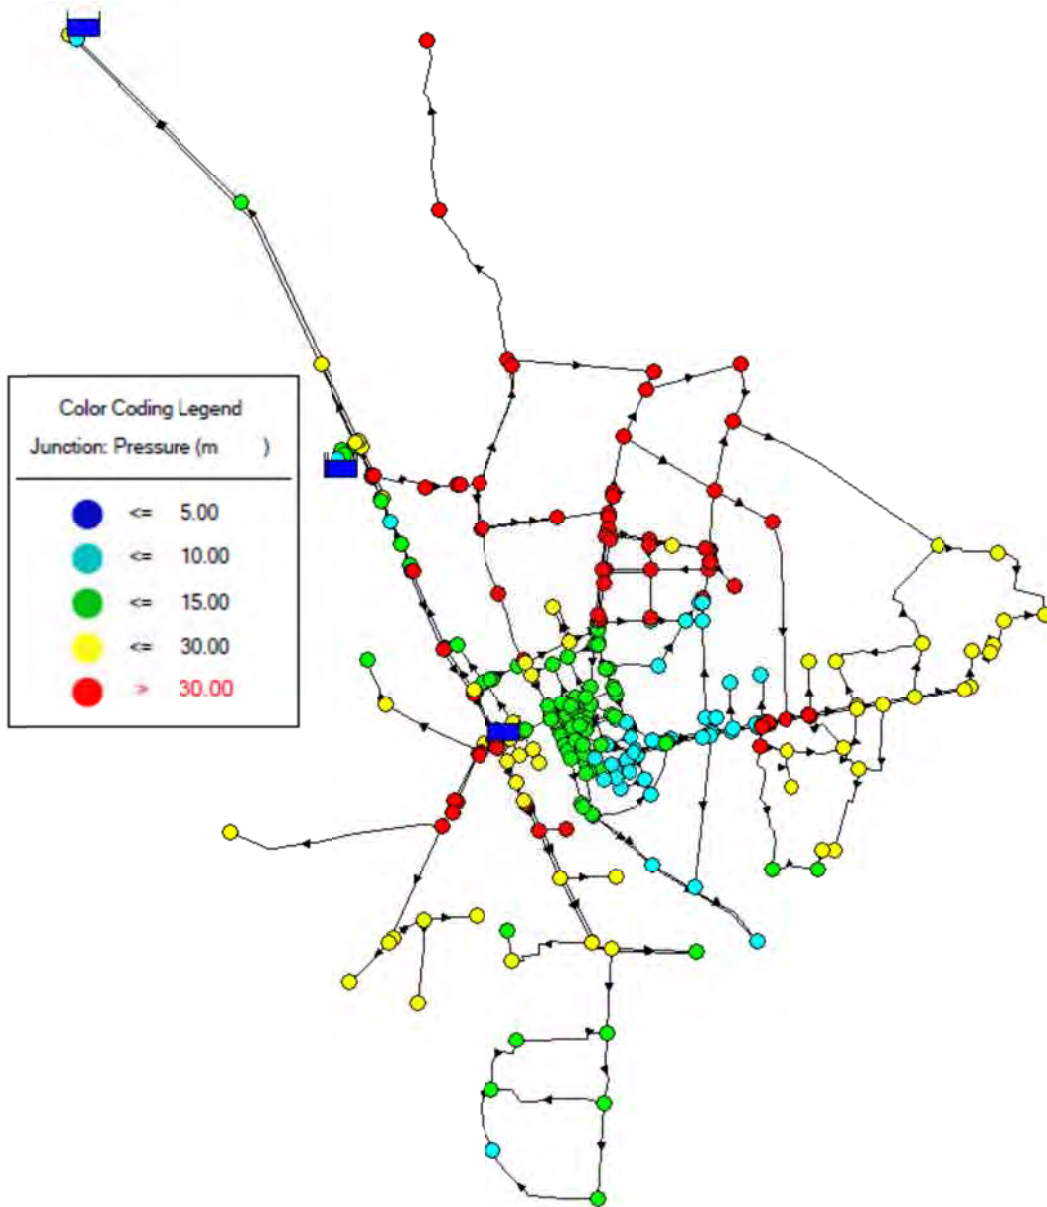 Color Coding Legend
Junction: Pressure (m )
<= 5.00
<= 10.00
<= 15.00
<= 30.00
> 30.00